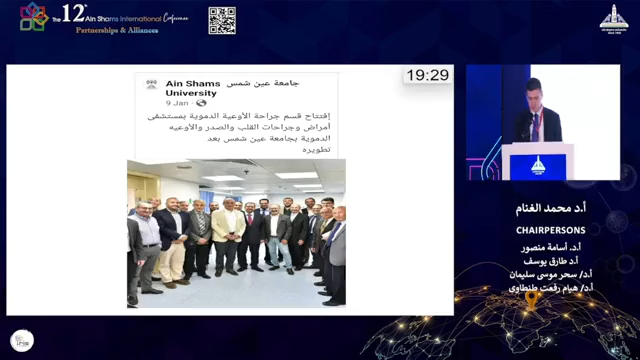 The 12th Ain Shams International Conference
Partnerships & Alliances
19:29
Ain Shams جامعة عين شمس
University
9 Jan ·
إفتتاح قسم جراحة الأوعية الدموية بمستشفى
أمراض وجراحات القلب والصدر والأوعيه
الدموية بجامعة عين شمس بعد
تطويره
أ.د محمد الغنام
CHAIRPERSONS
أ.د. أسامة منصور
أ.د طارق يوسف
أ.د/ سحر موسى سليمان
أ.د/ هيام رفعت طنطاوي